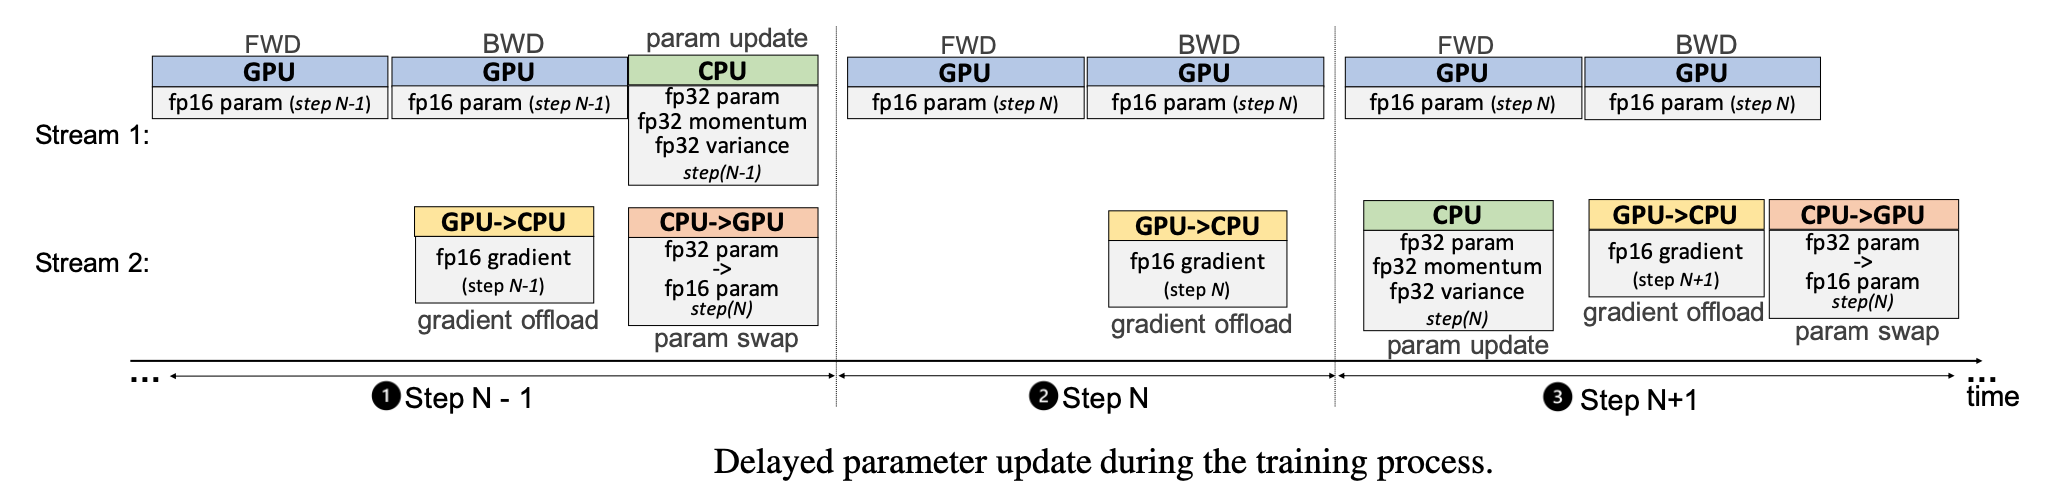 FWD
GPU
fp16 param (step N-1)
BWD
GPU
fp16 param (step N-1)
param update
CPU
fp32 param
fp32 momentum
fp32 variance
step(N-1)
FWD
GPU
fp16 param (step N)
BWD
GPU
fp16 param (step N)
FWD
GPU
fp16 param (step N)
BWD
GPU
fp16 param (step N)
Stream 1:
Stream 2:
GPU->CPU
fp16 gradient
(step N-1)
gradient offload
CPU->GPU
fp32 param
->
fp16 param
step(N)
param swap
GPU->CPU
fp16 gradient
(step N)
gradient offload
CPU
fp32 param
fp32 momentum
fp32 variance
step(N)
param update
GPU->CPU
fp16 gradient
(step N+1)
gradient offload
CPU->GPU
fp32 param
->
fp16 param
step(N)
param swap
...
1 Step N - 1
2 Step N
3 Step N+1
...
time
Delayed parameter update during the training process.